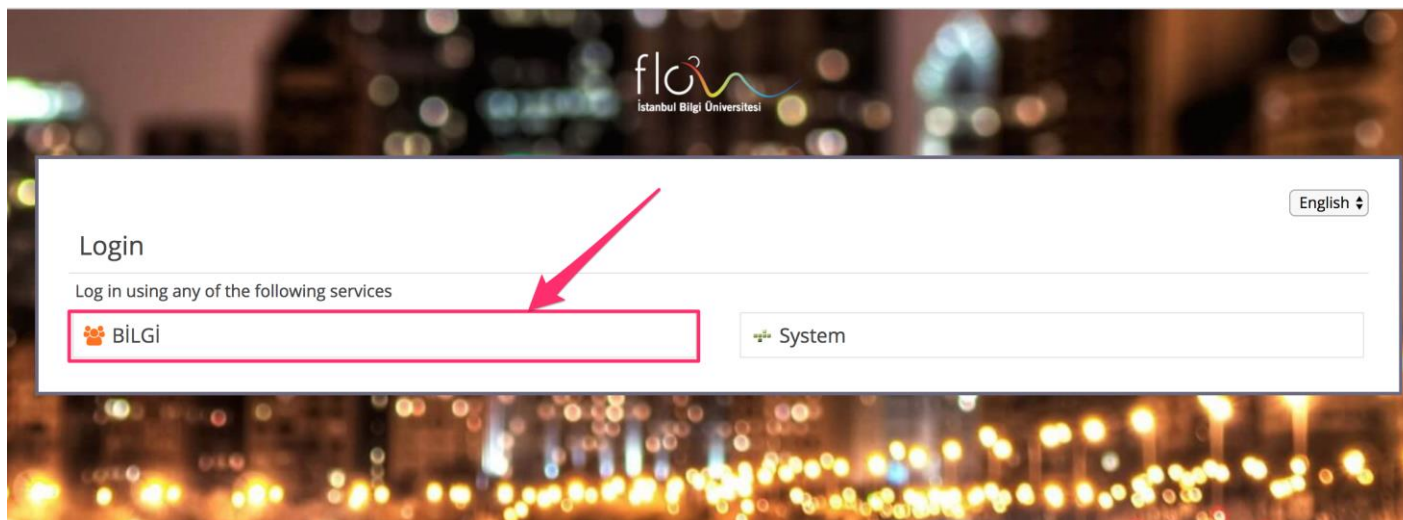 flow
İstanbul Bilgi Üniversitesi
English
Login
Log in using any of the following services
BİLGİ
System